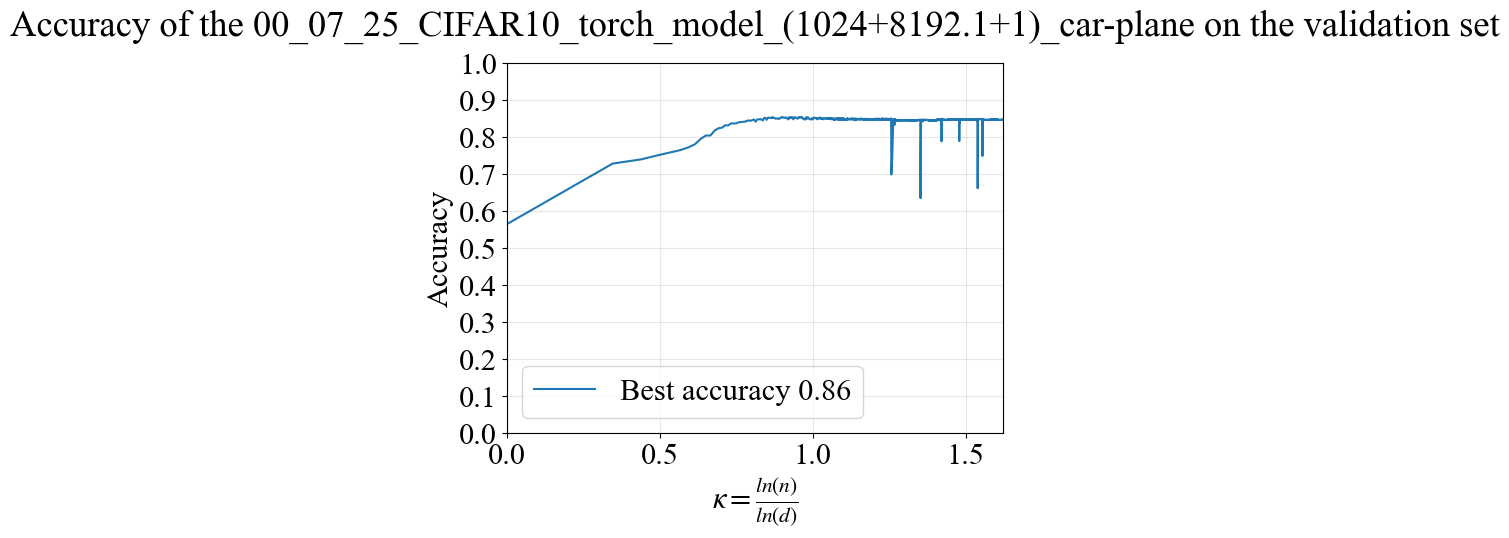 Accuracy of the 00_07_25_CIFAR10_torch_model_(1024+8192.1+1)_car-plane on the validation set
1.0
0.9
0.8
0.7
0.6
0.5
0.4
0.3
0.2
0.1
0.0
Accuracy
Best accuracy 0.86
0.0 0.5 1.0 1.5
κ = ln(n) / ln(d)